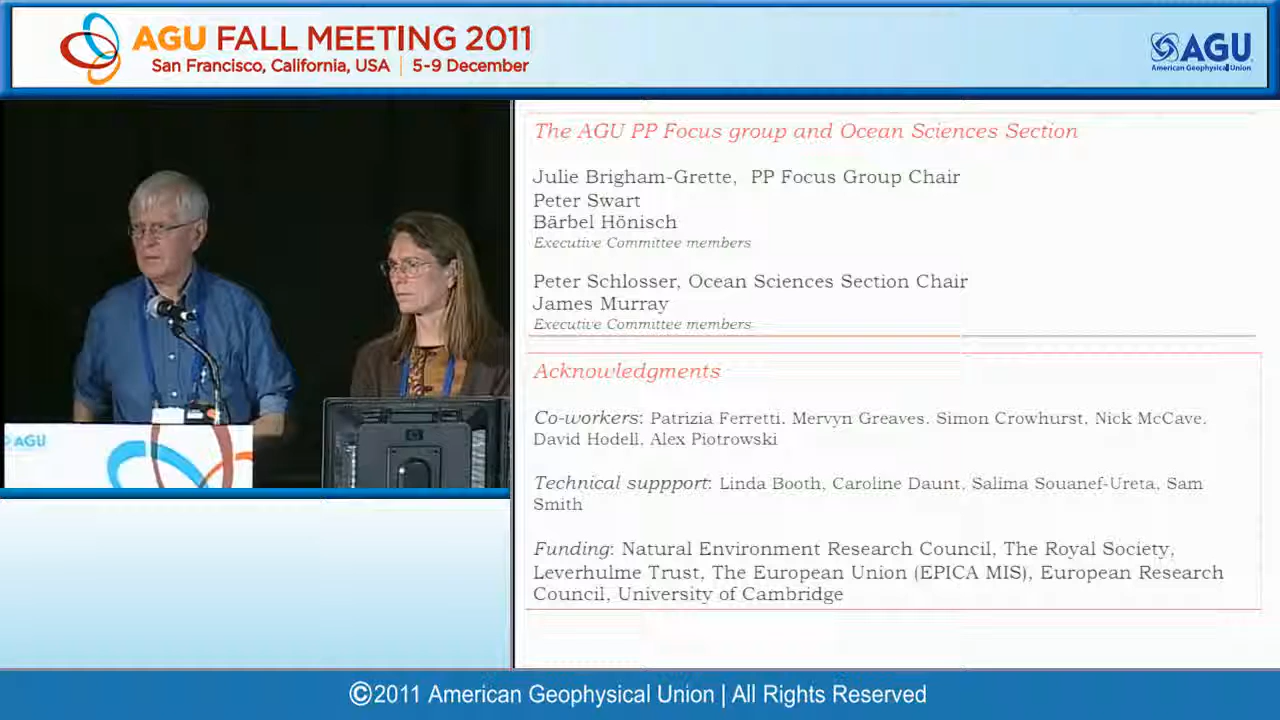 AGU FALL MEETING 2011
San Francisco, California, USA | 5-9 December
AGU
American Geophysical Union
The AGU PP Focus group and Ocean Sciences Section
Julie Brigham-Grette, PP Focus Group Chair
Peter Swart
Bärbel Hönisch
Executive Committee members
Peter Schlosser, Ocean Sciences Section Chair
James Murray
Executive Committee members
Acknowledgments
Co-workers: Patrizia Ferretti, Mervyn Greaves, Simon Crowhurst, Nick McCave,
David Hodell, Alex Piotrowski
Technical suppport: Linda Booth, Caroline Daunt, Salima Souanef-Ureta, Sam
Smith
Funding: Natural Environment Research Council, The Royal Society,
Leverhulme Trust, The European Union (EPICA MIS), European Research
Council, University of Cambridge
AGU
©2011 American Geophysical Union | All Rights Reserved